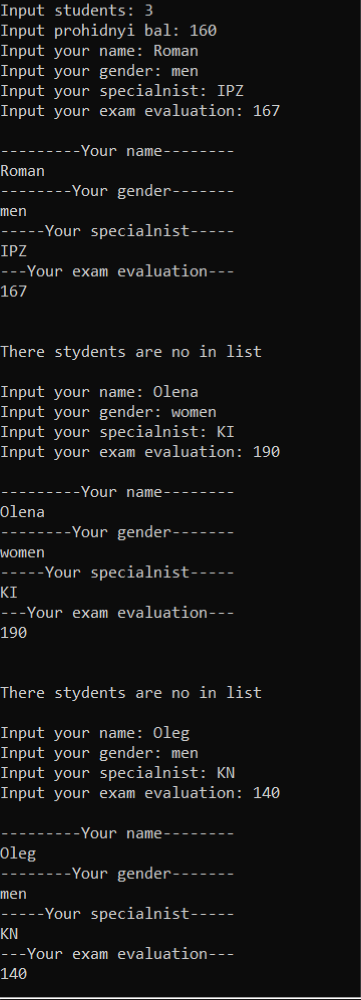 Input students: 3
Input prohidnyi bal: 160
Input your name: Roman
Input your gender: men
Input your specialnist: IPZ
Input your exam evaluation: 167
---------Your name--------
Roman
--------Your gender-------
men
-----Your specialnist-----
IPZ
---Your exam evaluation---
167
There stydents are no in list
Input your name: Olena
Input your gender: women
Input your specialnist: KI
Input your exam evaluation: 190
---------Your name--------
Olena
--------Your gender-------
women
-----Your specialnist-----
KI
---Your exam evaluation---
190
There stydents are no in list
Input your name: Oleg
Input your gender: men
Input your specialnist: KN
Input your exam evaluation: 140
---------Your name--------
Oleg
--------Your gender-------
men
-----Your specialnist-----
KN
---Your exam evaluation---
140